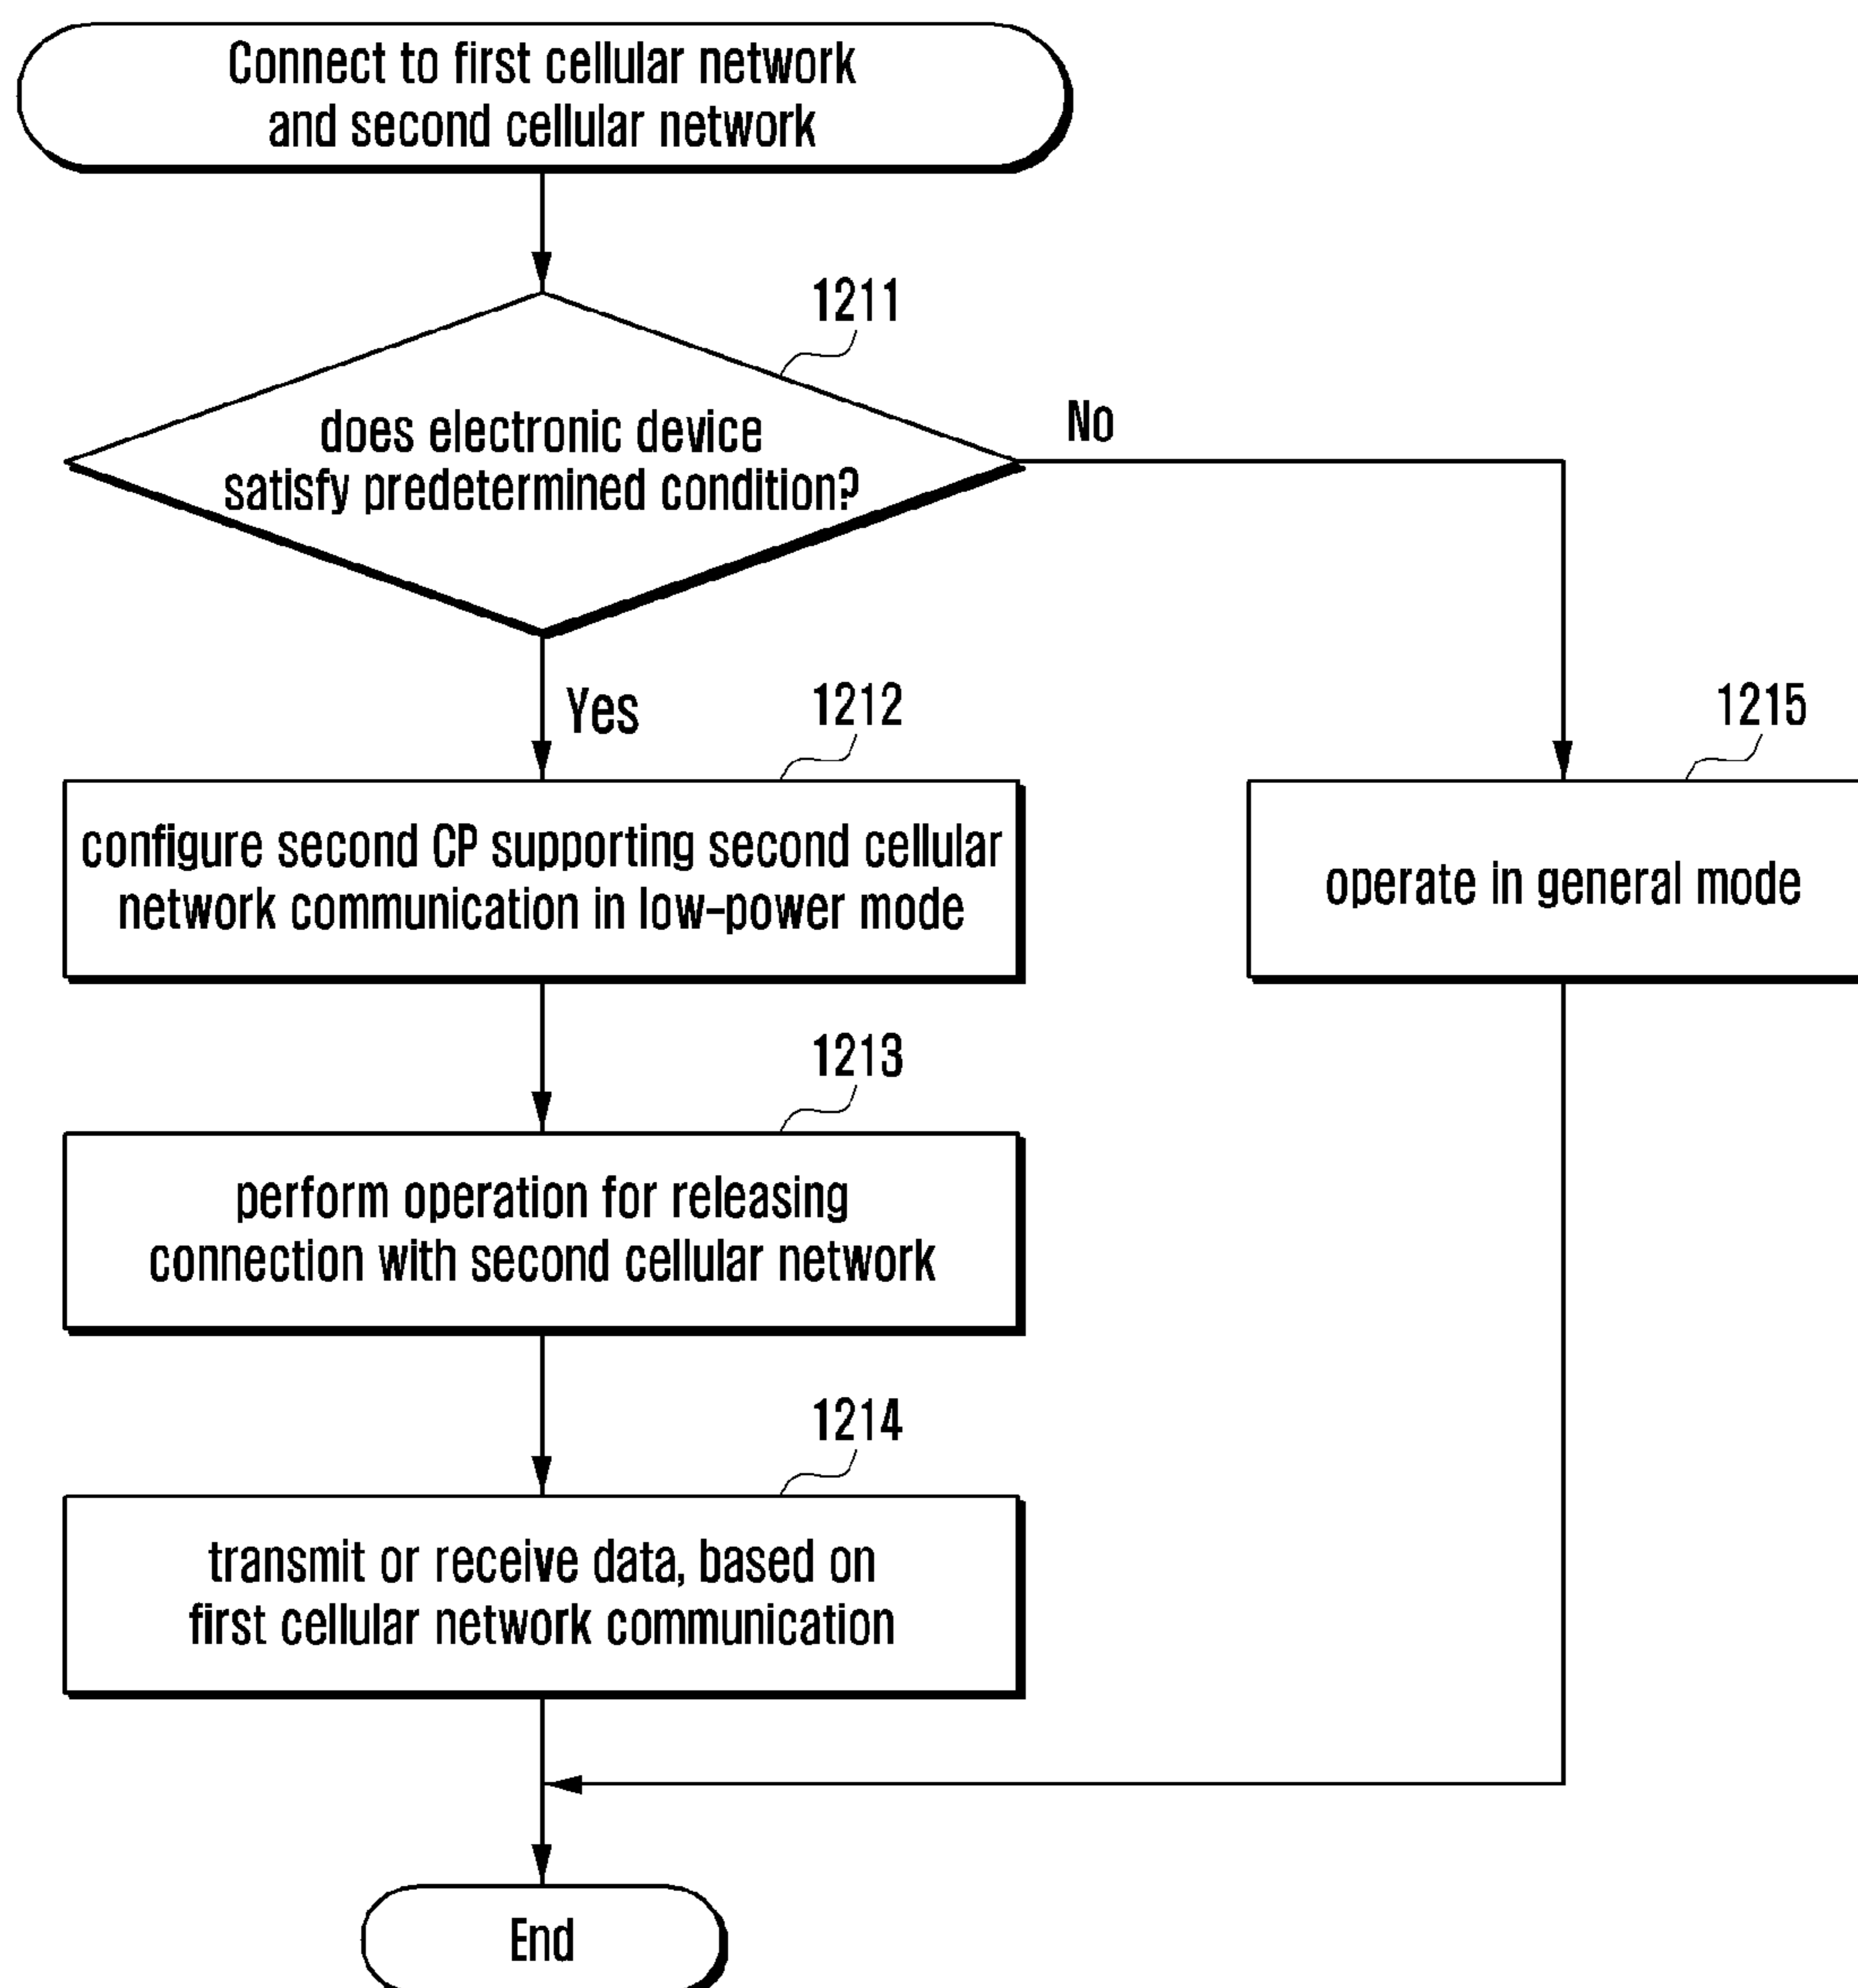 Connect to first cellular network
and second cellular network
1211
does electronic device
satisfy predetermined condition?
No
Yes
1212
configure second CP supporting second cellular
network communication in low-power mode
1215
operate in general mode
1213
perform operation for releasing
connection with second cellular network
1214
transmit or receive data, based on
first cellular network communication
End